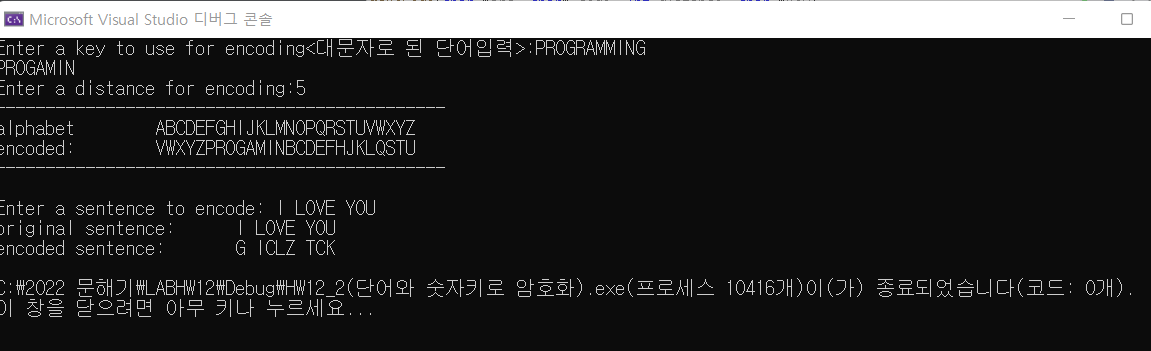 Microsoft Visual Studio 디버그 콘솔
Enter a key to use for encoding<대문자로 된 단어입력>:PROGRAMMING
PROGAMIN
Enter a distance for encoding:5
---------------------------------------------
alphabet        ABCDEFGHIJKLMNOPQRSTUVWXYZ
encoded:        VWXYZPROGAMINBCDEFHJKLQSTU
---------------------------------------------
Enter a sentence to encode: I LOVE YOU
original sentence:      I LOVE YOU
encoded sentence:       G ICLZ TCK
C:\2022 문해기\LABHW12\Debug\HW12_2(단어와 숫자키로 암호화).exe(프로세스 10416개)이(가) 종료되었습니다(코드: 0개).
이 창을 닫으려면 아무 키나 누르세요...